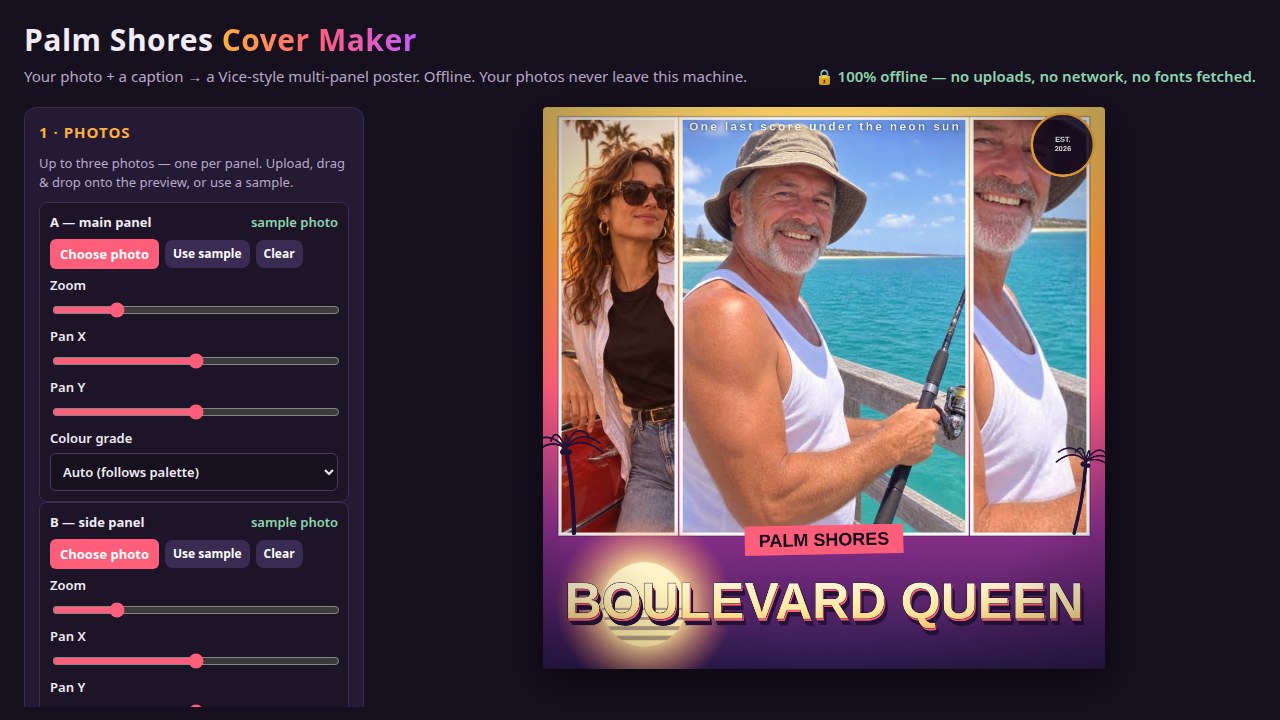 Palm Shores Cover Maker
Your photo + a caption → a Vice-style multi-panel poster. Offline. Your photos never leave this machine.
🔒 100% offline — no uploads, no network, no fonts fetched.
1 · PHOTOS
Up to three photos — one per panel. Upload, drag
& drop onto the preview, or use a sample.
A — main panel
sample photo
Choose photo
Use sample
Clear
Zoom
Pan X
Pan Y
Colour grade
Auto (follows palette)
B — side panel
sample photo
Choose photo
Use sample
Clear
Zoom
Pan X
Pan Y
One last score under the neon sun
EST.
2026
PALM SHORES
BOULEVARD QUEEN